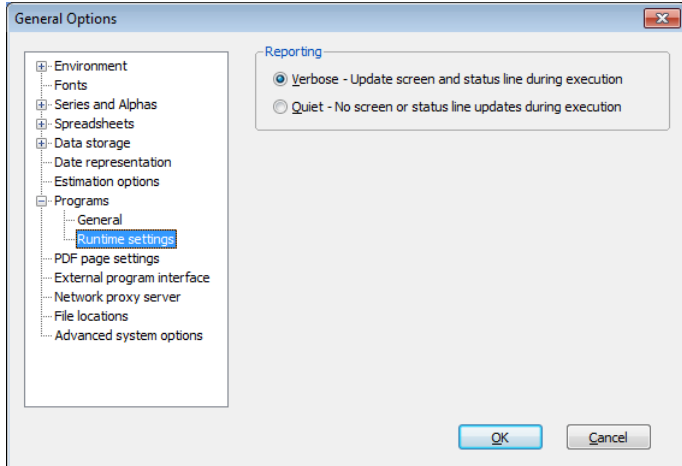 General Options
Environment
Fonts
Series and Alphas
Spreadsheets
Data storage
Date representation
Estimation options
Programs
General
Runtime settings
PDF page settings
External program interface
Network proxy server
File locations
Advanced system options
Reporting
Verbose - Update screen and status line during execution
Quiet - No screen or status line updates during execution
OK
Cancel